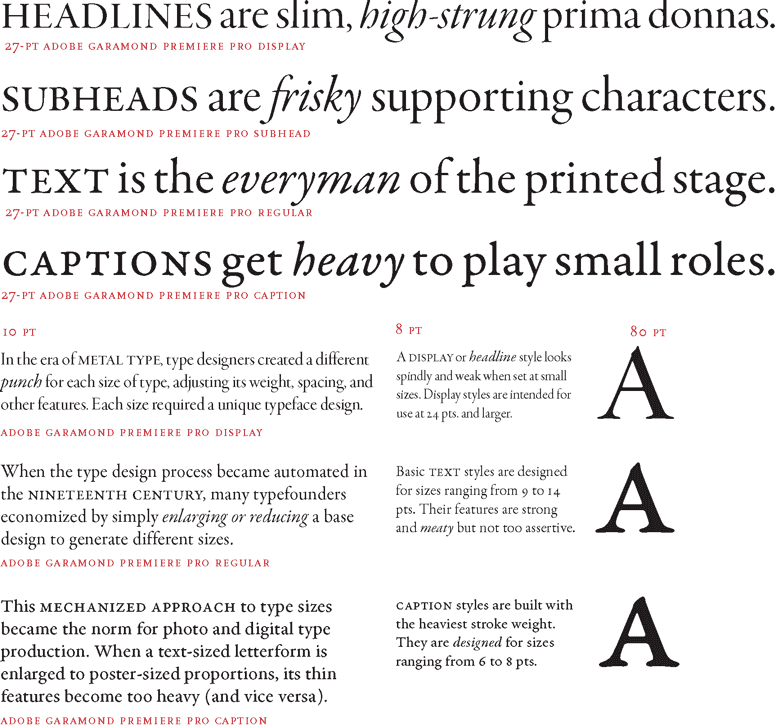 HEADLINES are slim, high-strung prima donnas.
27-PT ADOBE GARAMOND PREMIERE PRO DISPLAY
SUBHEADS are frisky supporting characters.
27-PT ADOBE GARAMOND PREMIERE PRO SUBHEAD
TEXT is the everyman of the printed stage.
27-PT ADOBE GARAMOND PREMIERE PRO REGULAR
CAPTIONS get heavy to play small roles.
27-PT ADOBE GARAMOND PREMIERE PRO CAPTION
10 PT
In the era of METAL TYPE, type designers created a different
punch for each size of type, adjusting its weight, spacing, and
other features. Each size required a unique typeface design.
ADOBE GARAMOND PREMIERE PRO DISPLAY
When the type design process became automated in
the NINETEENTH CENTURY, many typefounders
economized by simply enlarging or reducing a base
design to generate different sizes.
ADOBE GARAMOND PREMIERE PRO REGULAR
This MECHANIZED APPROACH to type sizes
became the norm for photo and digital type
production. When a text-sized letterform is
enlarged to poster-sized proportions, its thin
features become too heavy (and vice versa).
ADOBE GARAMOND PREMIERE PRO CAPTION
8 PT
A DISPLAY or headline style looks
spindly and weak when set at small
sizes. Display styles are intended for
use at 24 pts. and larger.
Basic TEXT styles are designed
for sizes ranging from 9 to 14
pts. Their features are strong
and meaty but not too assertive.
CAPTION styles are built with
the heaviest stroke weight.
They are designed for sizes
ranging from 6 to 8 pts.
80 PT
A
A
A